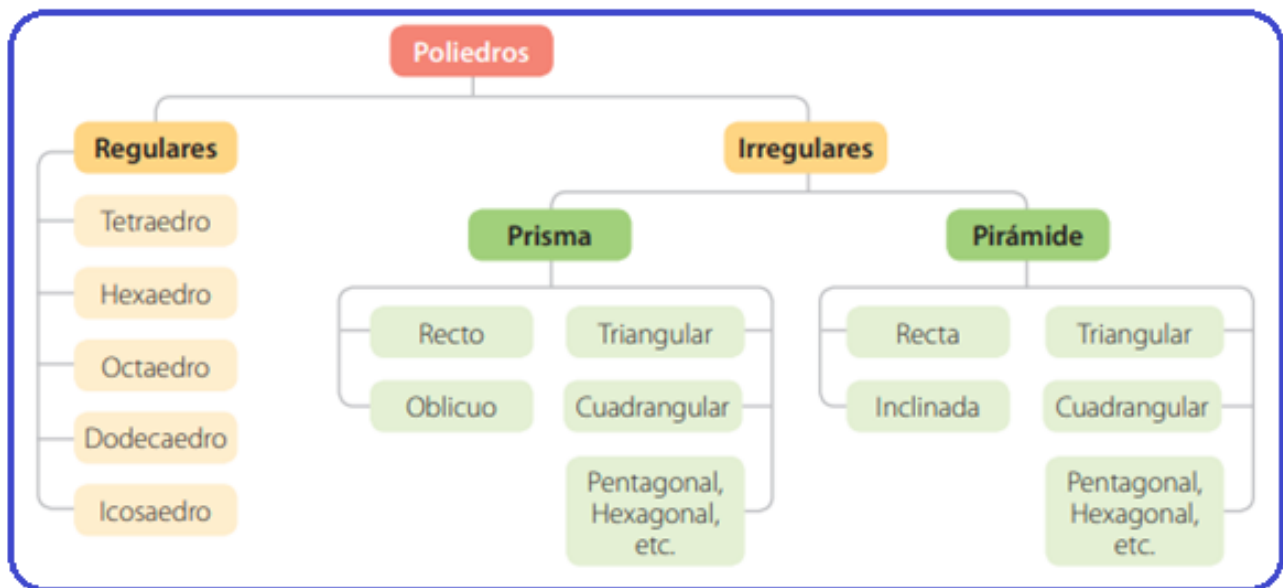 Poliedros
Regulares
Irregulares
Tetraedro
Hexaedro
Octaedro
Dodecaedro
Icosaedro
Prisma
Recto
Oblicuo
Triangular
Cuadrangular
Pentagonal,
Hexagonal,
etc.
Pirámide
Recta
Inclinada
Triangular
Cuadrangular
Pentagonal,
Hexagonal,
etc.